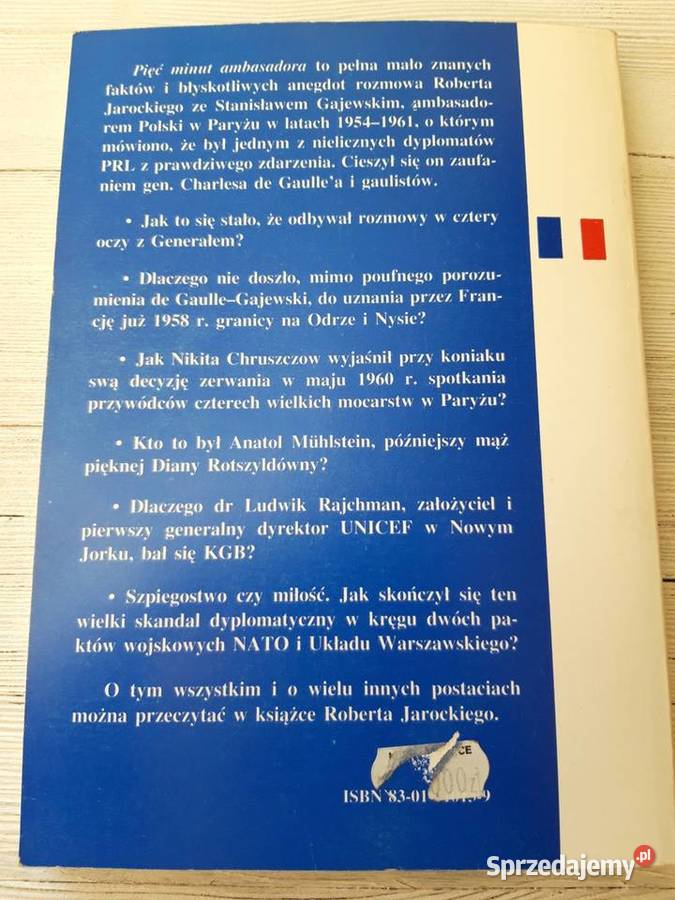 Pięć minut ambasadora to pełna mało znanych
faktów i błyskotliwych anegdot rozmowa Roberta
Jarockiego ze Stanisławem Gajewskim, ambasado-
rem Polski w Paryżu w latach 1954–1961, o którym
mówiono, że był jednym z nielicznych dyplomatów
PRL z prawdziwego zdarzenia. Cieszył się on zaufa-
niem gen. Charlesa de Gaulle'a i gaulistów.
• Jak to się stało, że odbywał rozmowy w cztery
oczy z Generałem?
• Dlaczego nie doszło, mimo poufnego porozu-
mienia de Gaulle–Gajewski, do uznania przez Fran-
cję już 1958 r. granicy na Odrze i Nysie?
• Jak Nikita Chruszczow wyjaśnił przy koniaku
swą decyzję zerwania w maju 1960 r. spotkania
przywódców czterech wielkich mocarstw w Paryżu?
• Kto to był Anatol Mühlstein, późniejszy mąż
pięknej Diany Rotszyldówny?
• Dlaczego dr Ludwik Rajchman, założyciel i
pierwszy generalny dyrektor UNICEF w Nowym
Jorku, bał się KGB?
• Szpiegostwo czy miłość. Jak skończył się ten
wielki skandal dyplomatyczny w kręgu dwóch pa-
któw wojskowych NATO i Układu Warszawskiego?
O tym wszystkim i o wielu innych postaciach
można przeczytać w książce Roberta Jarockiego.
ISBN 83-01
Sprzedajemy.pl